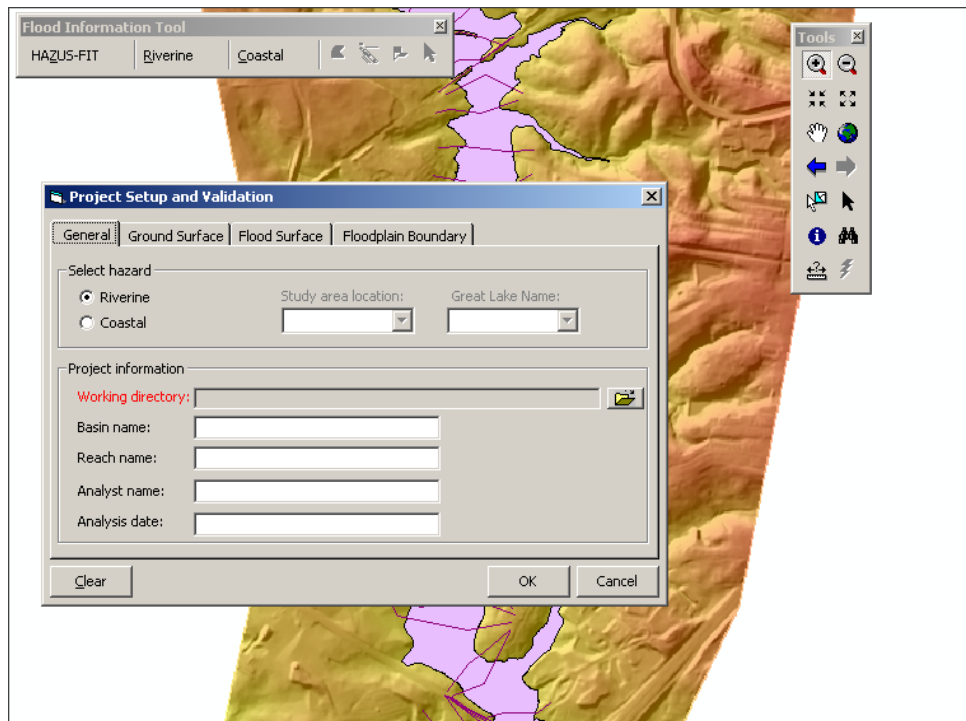 Flood Information Tool
HAZUS-FIT Riverine Coastal
Tools
Project Setup and Validation
General Ground Surface Flood Surface Floodplain Boundary
Select hazard
Riverine
Coastal
Study area location: Great Lake Name:
Project information
Working directory:
Basin name:
Reach name:
Analyst name:
Analysis date:
Clear OK Cancel